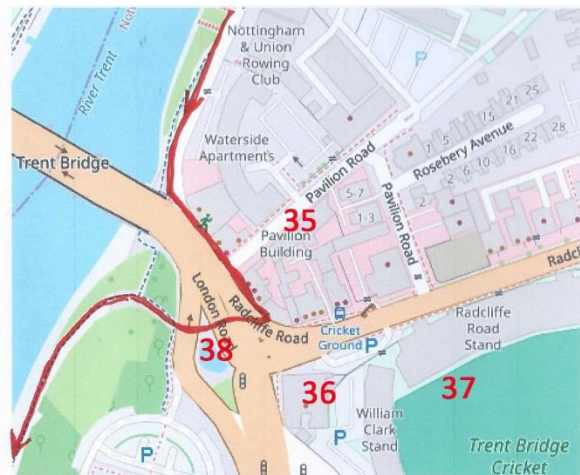 Nottingham
& Union
Rowing
Club
P
River Trent
Waterside
Apartments
Trent Bridge
Pavilion Road
Rosebery Avenue
1
5
15
21
25
2
6
10
16
22
28
5-7
1-3
2
35
Pavilion
Building
Pavilion Road
London Road
Radcliffe Road
Cricket
Ground
P
Radcliffe
Road
Stand
38
36
37
William
Clark
Stand
P
P
Trent Bridge
Cricket